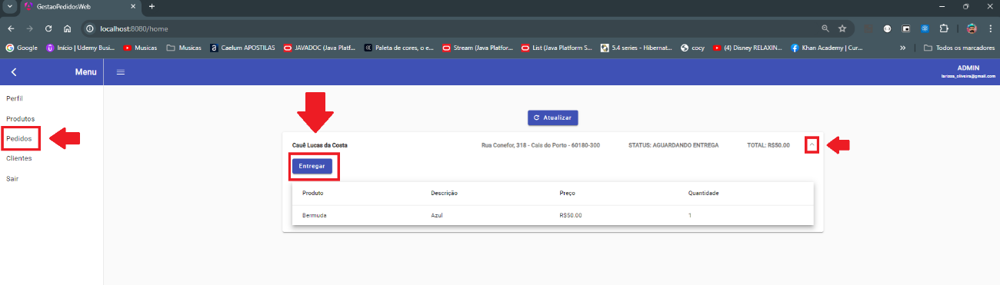 GestaoPedidosWeb
localhost:8080/home
Google Início | Udemy Busi... Musicas Musicas Caelum APOSTILAS JAVADOC (Java Platf... Paleta de cores, o e... Stream (Java Platfor... List (Java Platform S... 5.4 series - Hibernat... cocy (4) Disney RELAXIN... Khan Academy | Cur... Todos os marcadores
Menu
ADMIN
larissa_oliveira@gmail.com
Perfil
Produtos
Pedidos
Clientes
Sair
Atualizar
Cauê Lucas da Costa Rua Conefor, 318 - Cais do Porto - 60180-300 STATUS: AGUARDANDO ENTREGA TOTAL: R$50.00
Entregar
Produto Descrição Preço Quantidade
Bermuda Azul R$50.00 1